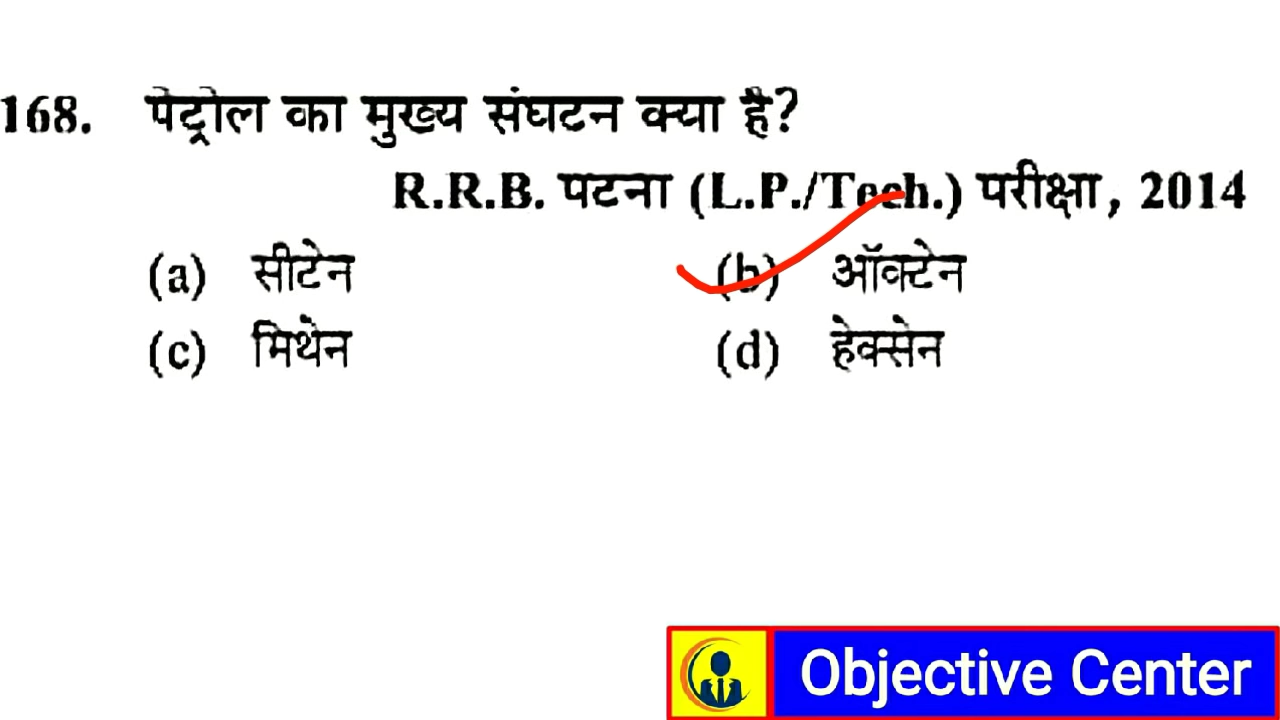 168. पेट्रोल का मुख्य संघटन क्या है?
R.R.B. पटना (L.P./Tech.) परीक्षा, 2014
(a) सीटेन (b) ऑक्टेन
(c) मिथेन (d) हेक्सेन
Objective Center